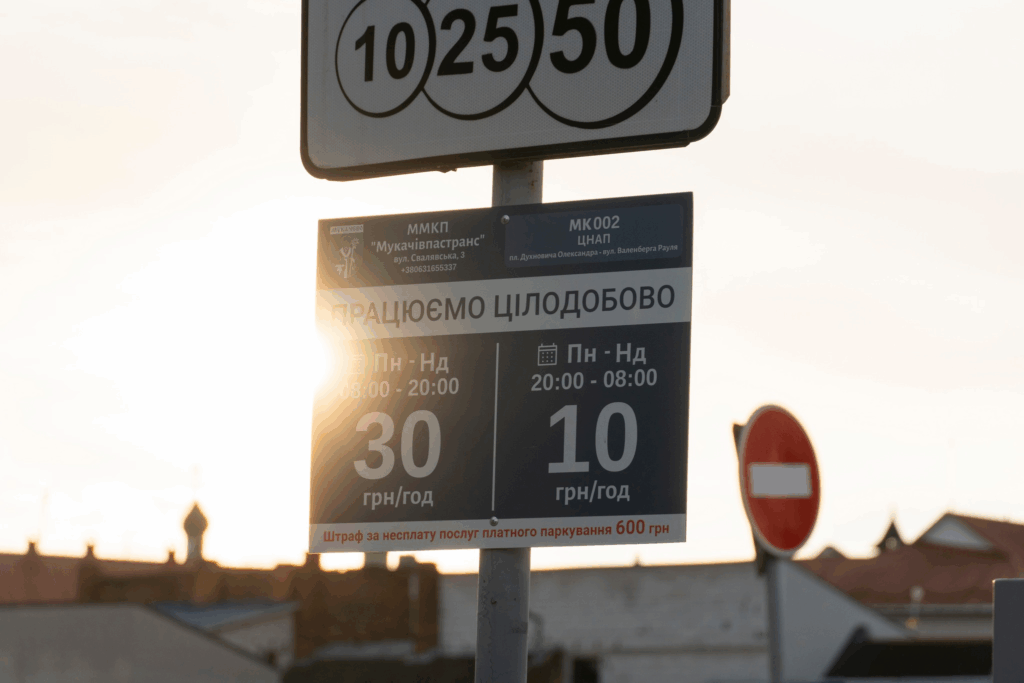 10 25 50
ММКП
"Мукачівпастранс"
вул. Свалявська, 3
+380631655337
МК002
ЦНАП
пл. Духновича Олександра - вул. Валенберга Рауля
ПРАЦЮЄМО ЦІЛОДОБОВО
Пн - Нд
08:00 - 20:00
30
грн/год
Пн - Нд
20:00 - 08:00
10
грн/год
Штраф за несплату послуг платного паркування 600 грн